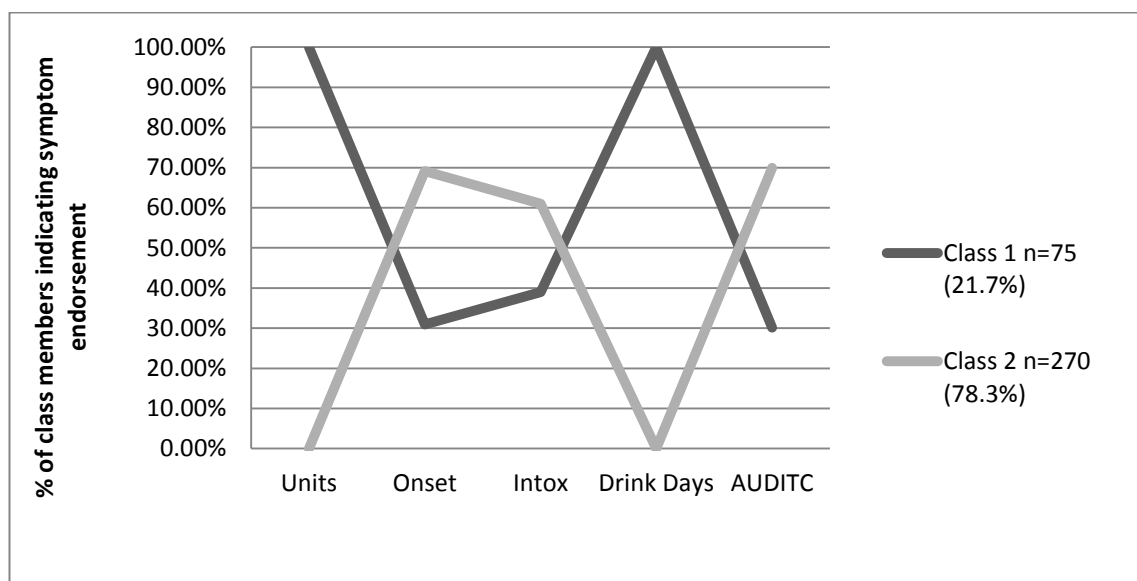 % of class members indicating symptom
endorsement
100.00%
90.00%
80.00%
70.00%
60.00%
50.00%
40.00%
30.00%
20.00%
10.00%
0.00%
Units Onset Intox Drink Days AUDITC
Class 1 n=75
(21.7%)
Class 2 n=270
(78.3%)